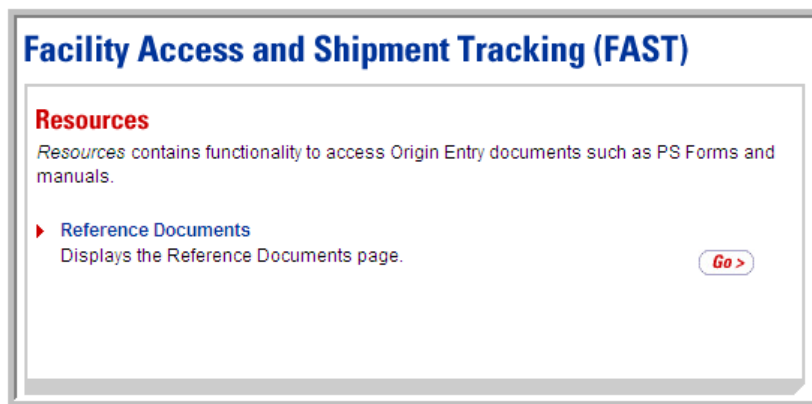 Facility Access and Shipment Tracking (FAST)
Resources
Resources contains functionality to access Origin Entry documents such as PS Forms and
manuals.
Reference Documents
Displays the Reference Documents page.
Go >